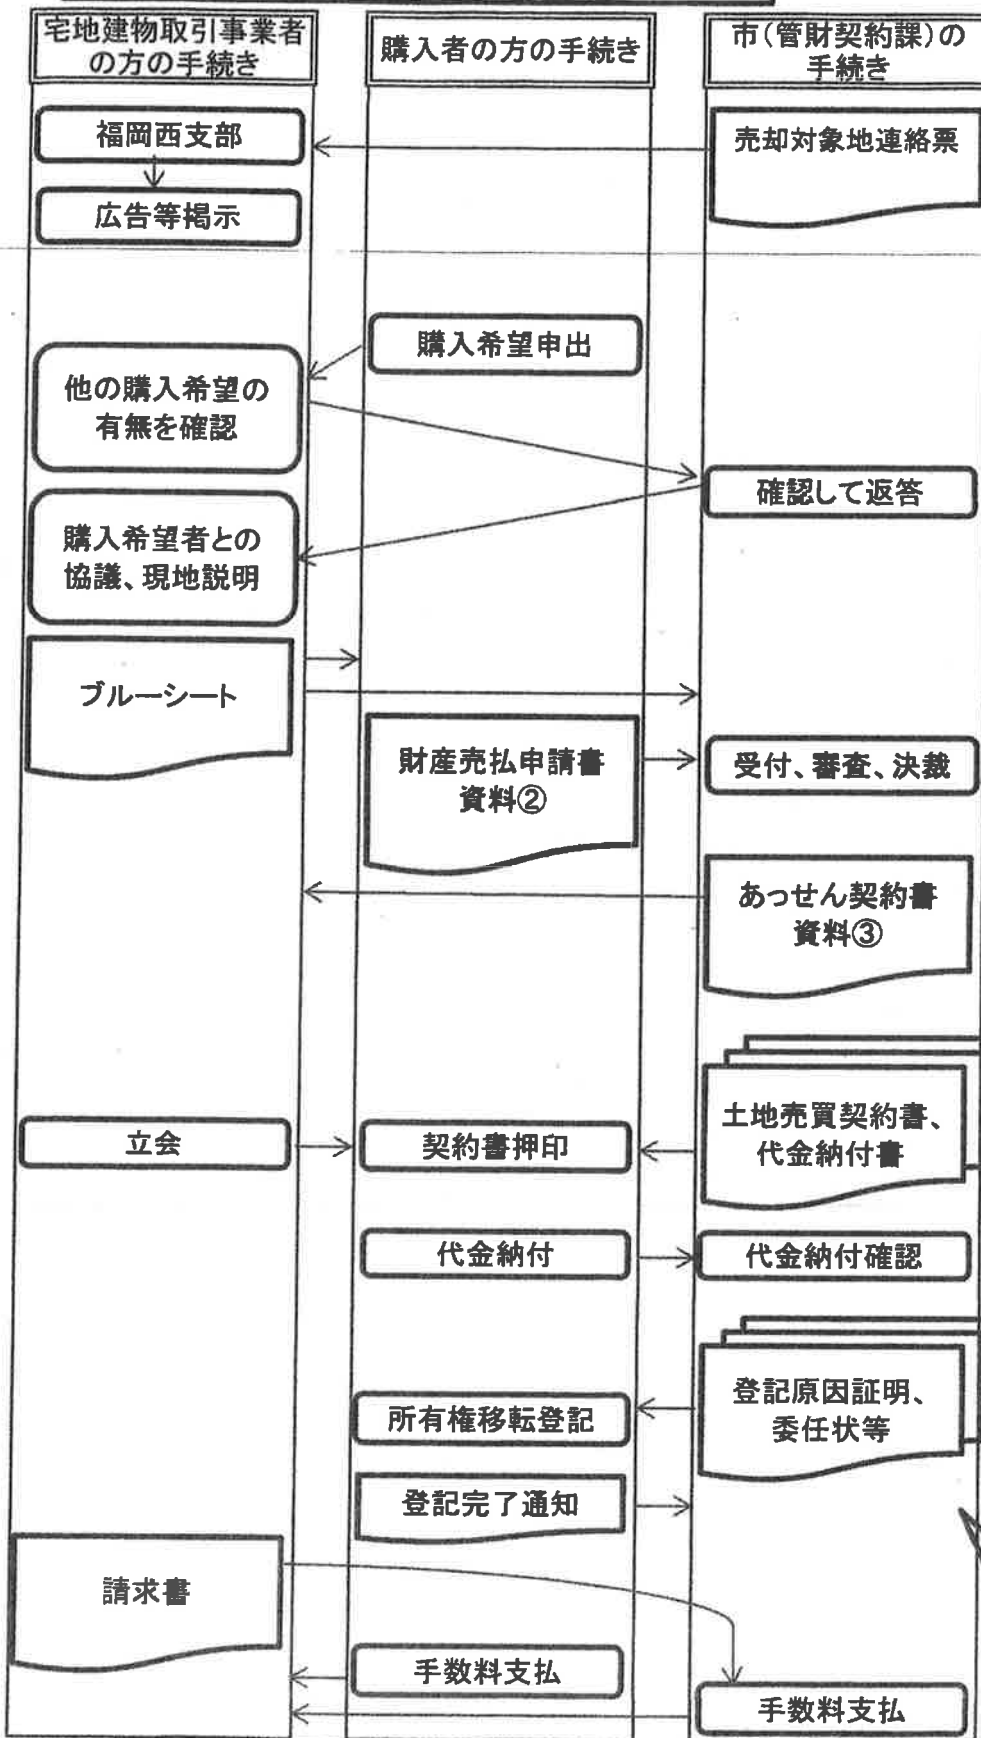 宅地建物取引事業者
の方の手続き
購入者の方の手続き
市(管財契約課)の
手続き
福岡西支部
売却対象地連絡票
広告等掲示
購入希望申出
他の購入希望の
有無を確認
確認して返答
購入希望者との
協議、現地説明
ブルーシート
財産売払申請書
資料②
受付、審査、決裁
あっせん契約書
資料③
土地売買契約書、
代金納付書
立会
契約書押印
代金納付
代金納付確認
登記原因証明、
委任状等
所有権移転登記
登記完了通知
請求書
手数料支払
手数料支払